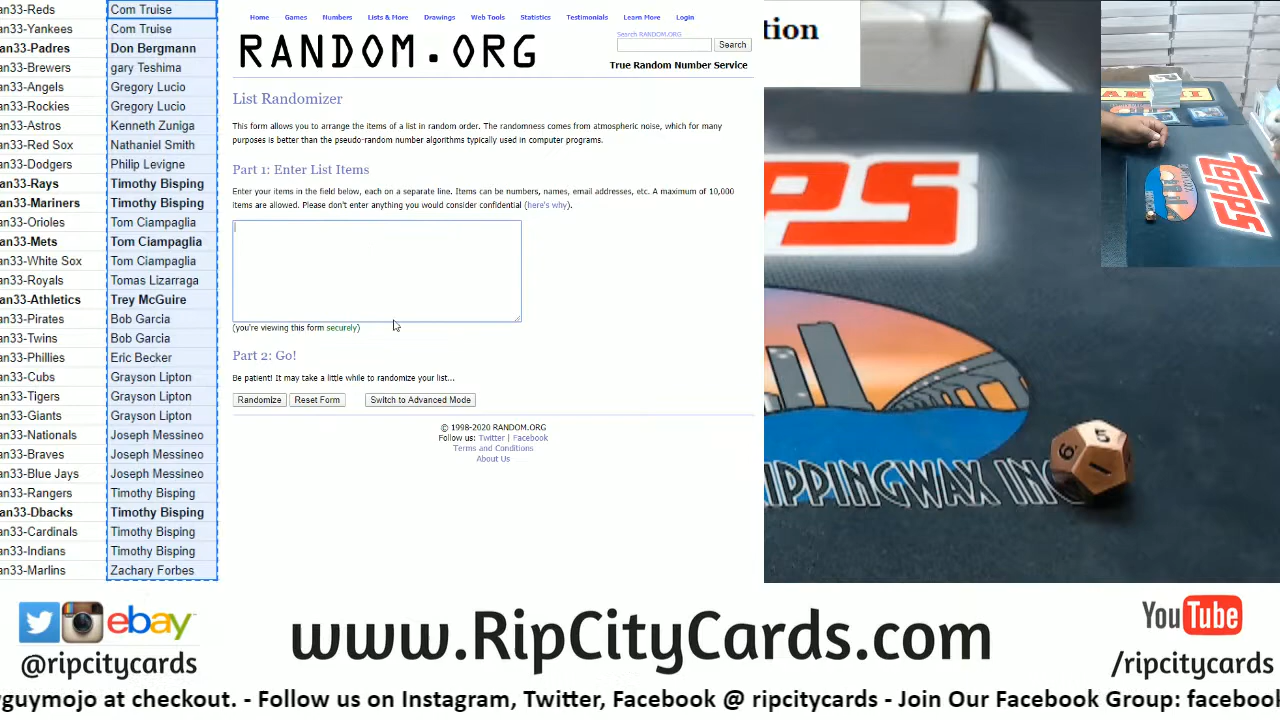 an33-Reds Com Truise
an33-Yankees Com Truise
an33-Padres Don Bergmann
an33-Brewers gary Teshima
an33-Angels Gregory Lucio
an33-Rockies Gregory Lucio
an33-Astros Kenneth Zuniga
an33-Red Sox Nathaniel Smith
an33-Dodgers Philip Levigne
an33-Rays Timothy Bisping
an33-Mariners Timothy Bisping
an33-Orioles Tom Ciampaglia
an33-Mets Tom Ciampaglia
an33-White Sox Tom Ciampaglia
an33-Royals Tomas Lizarraga
an33-Athletics Trey McGuire
an33-Pirates Bob Garcia
an33-Twins Bob Garcia
an33-Phillies Eric Becker
an33-Cubs Grayson Lipton
an33-Tigers Grayson Lipton
an33-Giants Grayson Lipton
an33-Nationals Joseph Messineo
an33-Braves Joseph Messineo
an33-Blue Jays Joseph Messineo
an33-Rangers Timothy Bisping
an33-Dbacks Timothy Bisping
an33-Cardinals Timothy Bisping
an33-Indians Timothy Bisping
an33-Marlins Zachary Forbes
Home Games Numbers Lists & More Drawings Web Tools Statistics Testimonials Learn More Login
RANDOM.ORG
Search RANDOM.ORG
Search
True Random Number Service
List Randomizer
This form allows you to arrange the items of a list in random order. The randomness comes from atmospheric noise, which for many
purposes is better than the pseudo-random number algorithms typically used in computer programs.
Part 1: Enter List Items
Enter your items in the field below, each on a separate line. Items can be numbers, names, email addresses, etc. A maximum of 10,000
items are allowed. Please don't enter anything you would consider confidential (here's why).
(you're viewing this form securely)
Part 2: Go!
Be patient! It may take a little while to randomize your list...
Randomize Reset Form Switch to Advanced Mode
© 1998-2020 RANDOM.ORG
Follow us: Twitter | Facebook
Terms and Conditions
About Us
tion
PPS
IPPINGWAX INC
6. 5 1
topps
ebay
@ripcitycards
www.RipCityCards.com
YouTube
/ripcitycards
guymojo at checkout. - Follow us on Instagram, Twitter, Facebook @ ripcitycards - Join Our Facebook Group: facebool